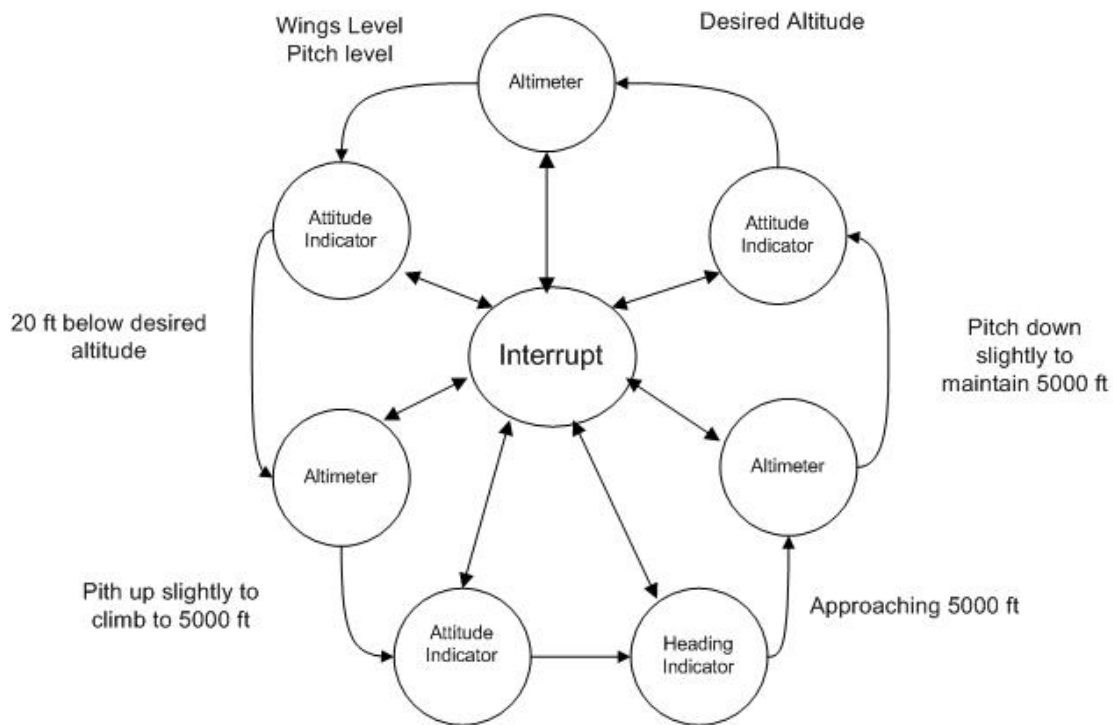 Wings Level
Pitch level
Desired Altitude
Altimeter
Attitude
Indicator
Attitude
Indicator
20 ft below desired
altitude
Interrupt
Pitch down
slightly to
maintain 5000 ft
Altimeter
Altimeter
Pith up slightly to
climb to 5000 ft
Attitude
Indicator
Heading
Indicator
Approaching 5000 ft